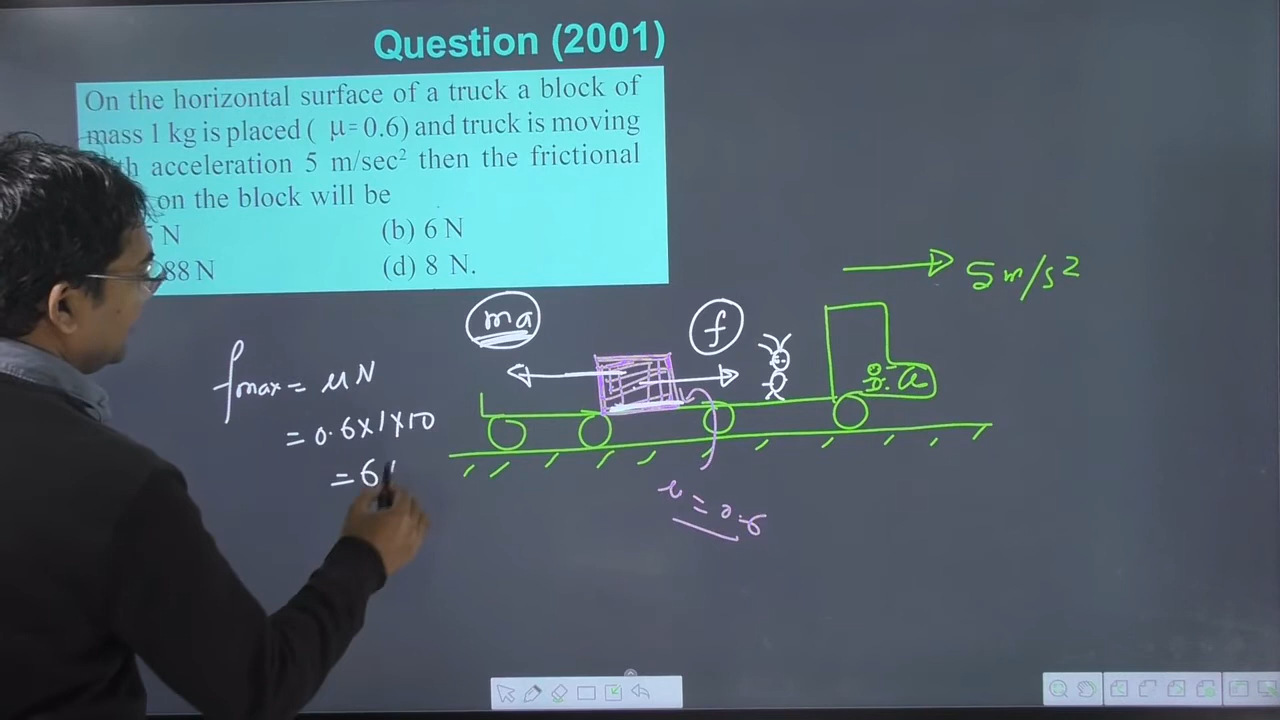 Question (2001)
On the horizontal surface of a truck a block of
mass 1 kg is placed ( μ= 0.6) and truck is moving
acceleration 5 m/sec² then the frictional
on the block will be
N
(b) 6 N
88 N
(d) 8 N.
5 m/s²
ma
f
a
fmax = μN
= 0.6×1×10
= 6
μ = 0.6